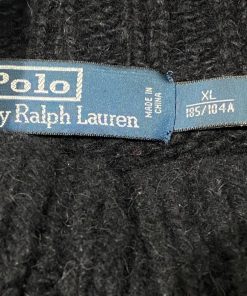 Polo
y Ralph Lauren
MADE IN
CHINA
XL
185/104A